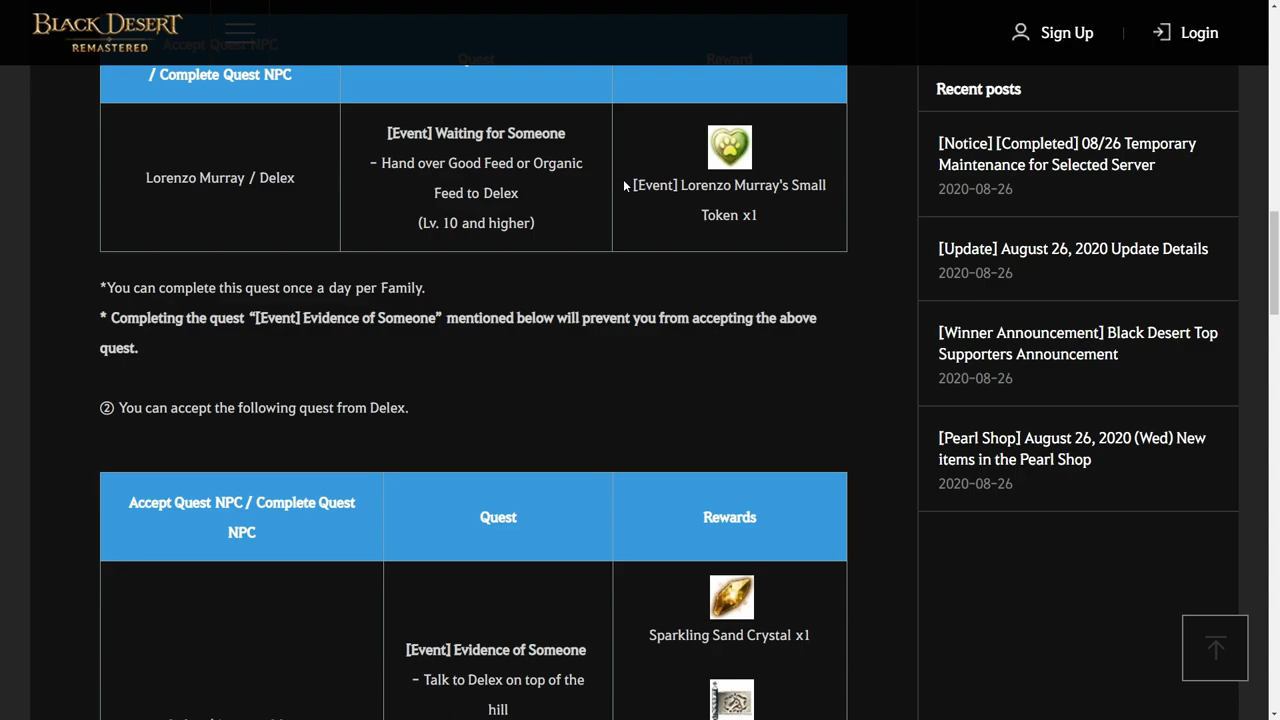 BLACK DESERT
REMASTERED
Sign Up
Login
Accept Quest NPC
/ Complete Quest NPC
Quest
Reward
Lorenzo Murray / Delex
[Event] Waiting for Someone
- Hand over Good Feed or Organic
Feed to Delex
(Lv. 10 and higher)
[Event] Lorenzo Murray's Small
Token x1
*You can complete this quest once a day per Family.
* Completing the quest “[Event] Evidence of Someone” mentioned below will prevent you from accepting the above
quest.
② You can accept the following quest from Delex.
Accept Quest NPC / Complete Quest
NPC
Quest
Rewards
[Event] Evidence of Someone
- Talk to Delex on top of the
hill
Sparkling Sand Crystal x1
Recent posts
[Notice] [Completed] 08/26 Temporary
Maintenance for Selected Server
2020-08-26
[Update] August 26, 2020 Update Details
2020-08-26
[Winner Announcement] Black Desert Top
Supporters Announcement
2020-08-26
[Pearl Shop] August 26, 2020 (Wed) New
items in the Pearl Shop
2020-08-26